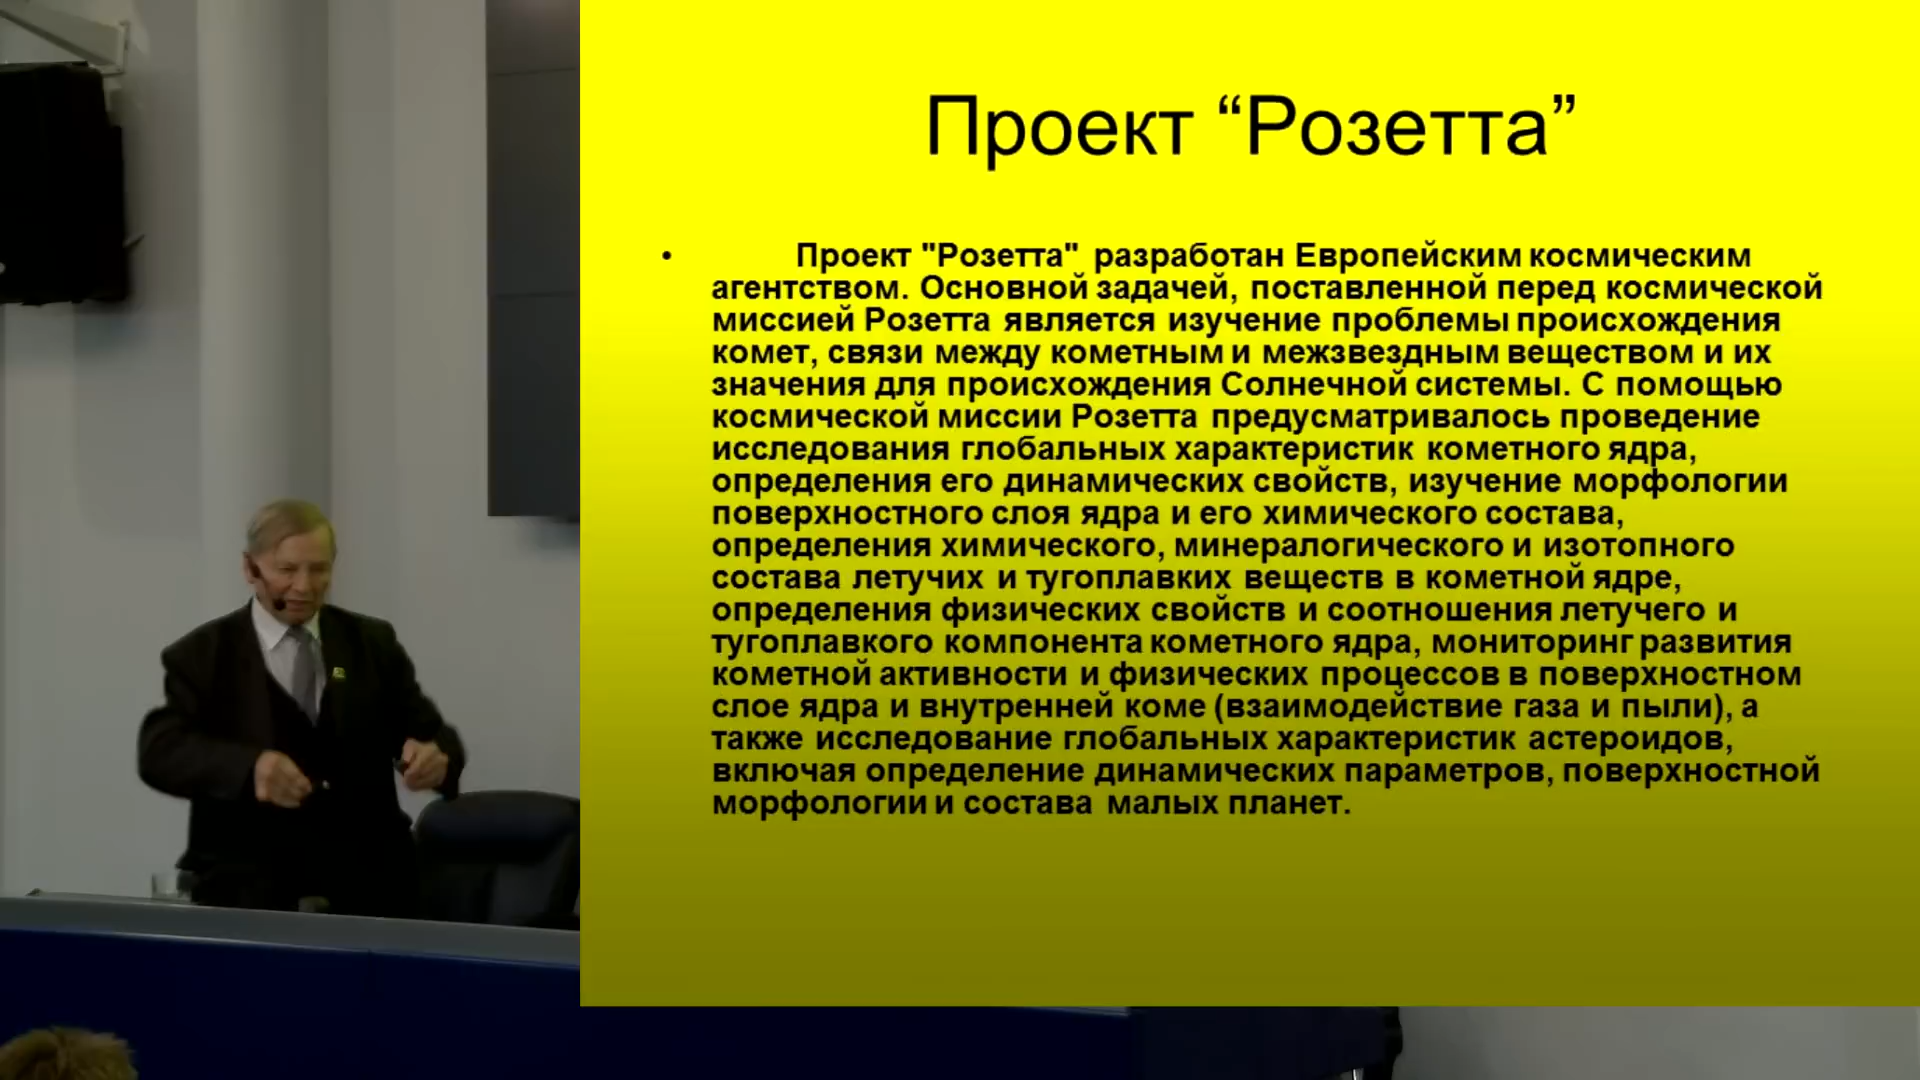 Проект “Розетта”
• Проект "Розетта" разработан Европейским космическим
агентством. Основной задачей, поставленной перед космической
миссией Розетта является изучение проблемы происхождения
комет, связи между кометным и межзвездным веществом и их
значения для происхождения Солнечной системы. С помощью
космической миссии Розетта предусматривалось проведение
исследования глобальных характеристик кометного ядра,
определения его динамических свойств, изучение морфологии
поверхностного слоя ядра и его химического состава,
определения химического, минералогического и изотопного
состава летучих и тугоплавких веществ в кометной ядре,
определения физических свойств и соотношения летучего и
тугоплавкого компонента кометного ядра, мониторинг развития
кометной активности и физических процессов в поверхностном
слое ядра и внутренней коме (взаимодействие газа и пыли), а
также исследование глобальных характеристик астероидов,
включая определение динамических параметров, поверхностной
морфологии и состава малых планет.